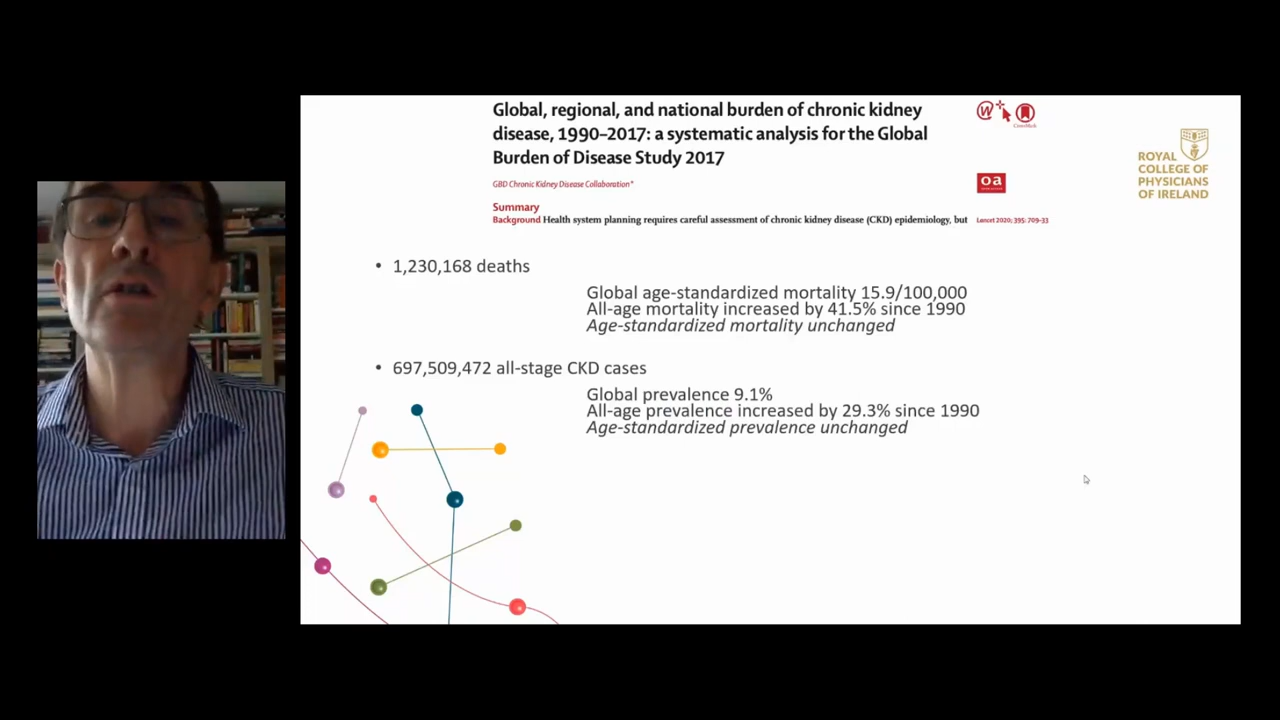 Global, regional, and national burden of chronic kidney
disease, 1990–2017: a systematic analysis for the Global
Burden of Disease Study 2017
GBD Chronic Kidney Disease Collaboration*
Summary
Background Health system planning requires careful assessment of chronic kidney disease (CKD) epidemiology, but
Lancet 2020; 395: 709-33
CrossMark
oa
ROYAL
COLLEGE OF
PHYSICIANS
OF IRELAND
• 1,230,168 deaths
Global age-standardized mortality 15.9/100,000
All-age mortality increased by 41.5% since 1990
Age-standardized mortality unchanged
• 697,509,472 all-stage CKD cases
Global prevalence 9.1%
All-age prevalence increased by 29.3% since 1990
Age-standardized prevalence unchanged